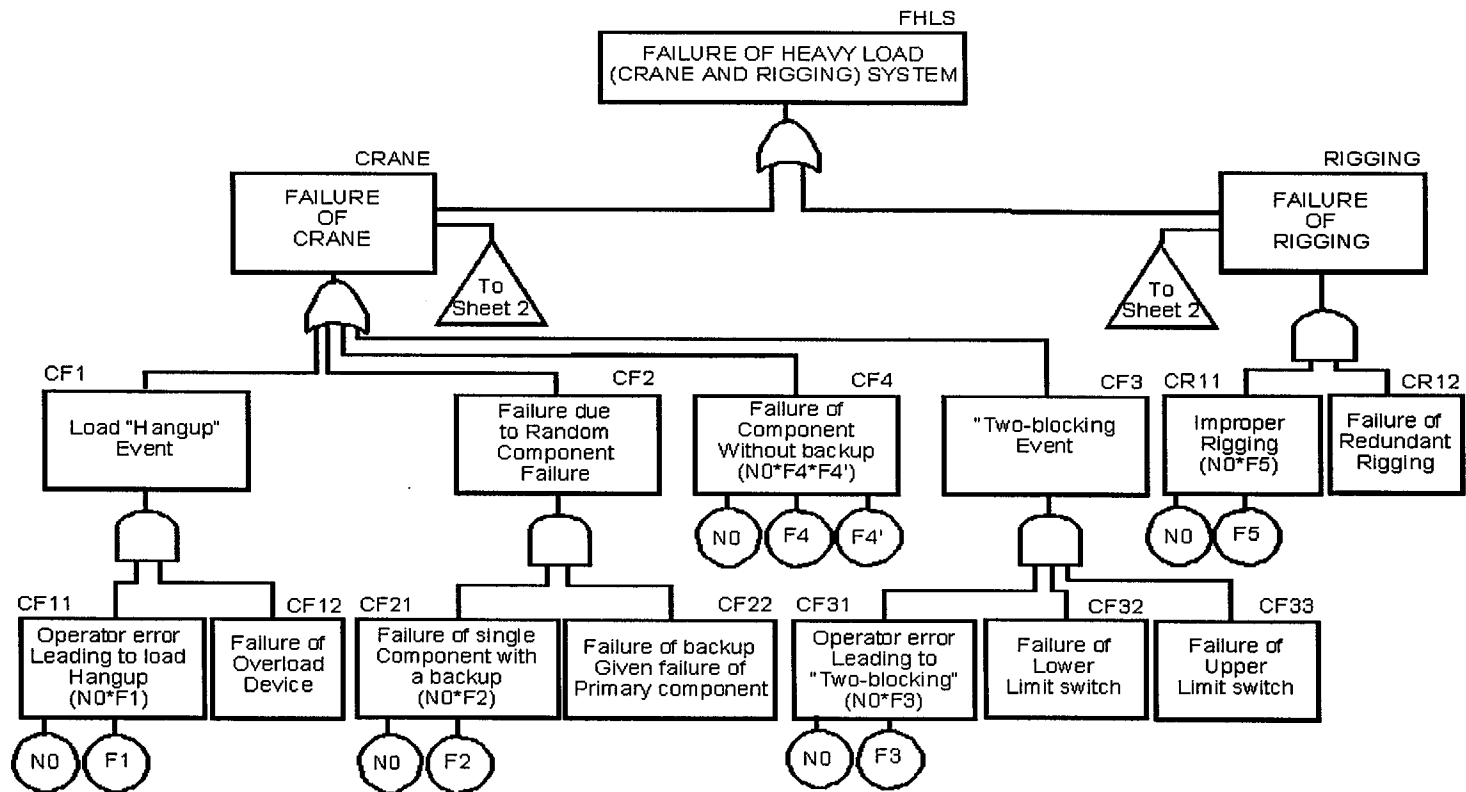 FHLS
FAILURE OF HEAVY LOAD
(CRANE AND RIGGING) SYSTEM
CRANE
FAILURE
OF
CRANE
To
Sheet 2
RIGGING
FAILURE
OF
RIGGING
To
Sheet 2
CF1
Load "Hangup"
Event
CF2
Failure due
to Random
Component
Failure
CF4
Failure of
Component
Without backup
(N0*F4*F4')
N0
F4
F4'
CF3
"Two-blocking
Event
CR11
Improper
Rigging
(N0*F5)
N0
F5
CR12
Failure of
Redundant
Rigging
CF11
Operator error
Leading to load
Hangup
(N0*F1)
N0
F1
CF12
Failure of
Overload
Device
CF21
Failure of single
Component with
a backup
(N0*F2)
N0
F2
CF22
Failure of backup
Given failure of
Primary component
CF31
Operator error
Leading to
"Two-blocking"
(N0*F3)
N0
F3
CF32
Failure of
Lower
Limit switch
CF33
Failure of
Upper
Limit switch